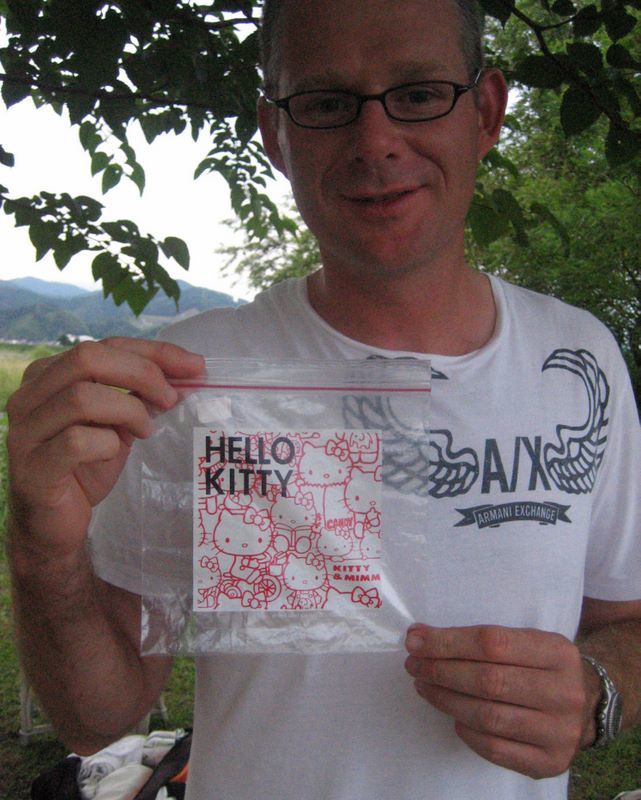 HELLO
KITTY
CANDY
KITTY
& MIMM
A/X
ARMANI EXCHANGE